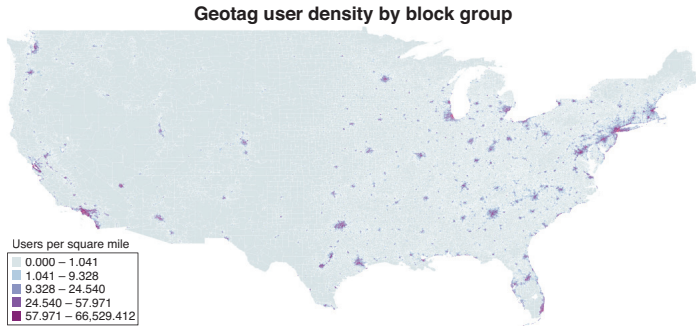 Geotag user density by block group
Users per square mile
0.000 – 1.041
1.041 – 9.328
9.328 – 24.540
24.540 – 57.971
57.971 – 66,529.412